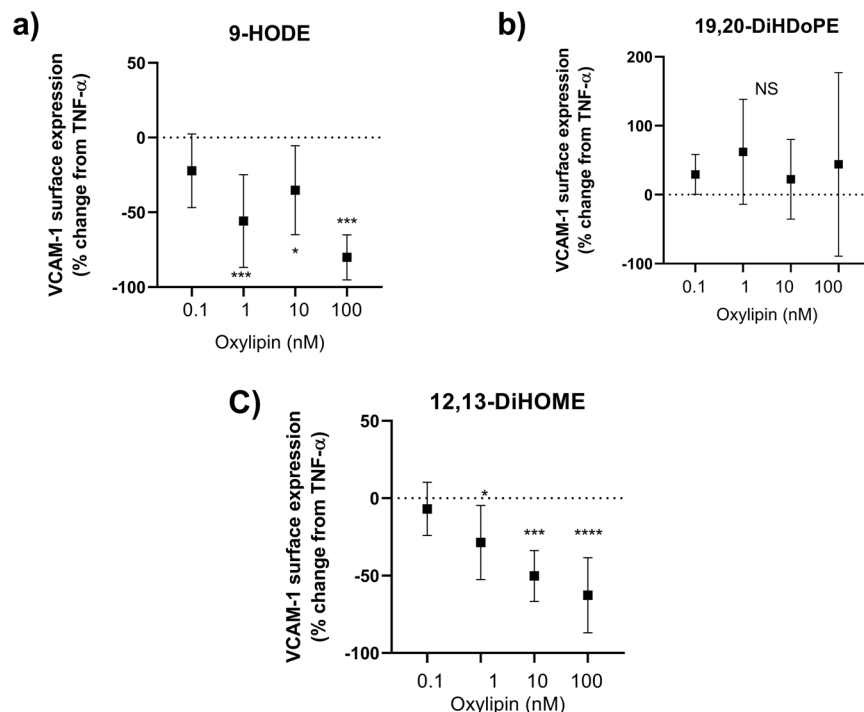 a)
9-HODE
VCAM-1 surface expression
(% change from TNF-α)
50
0
-50
-100
***
*
***
0.1 1 10 100
Oxylipin (nM)
b)
19,20-DiHDoPE
VCAM-1 surface expression
(% change from TNF-α)
200
100
0
-100
NS
0.1 1 10 100
Oxylipin (nM)
C)
12,13-DiHOME
VCAM-1 surface expression
(% change from TNF-α)
50
0
-50
-100
*
***
****
0.1 1 10 100
Oxylipin (nM)